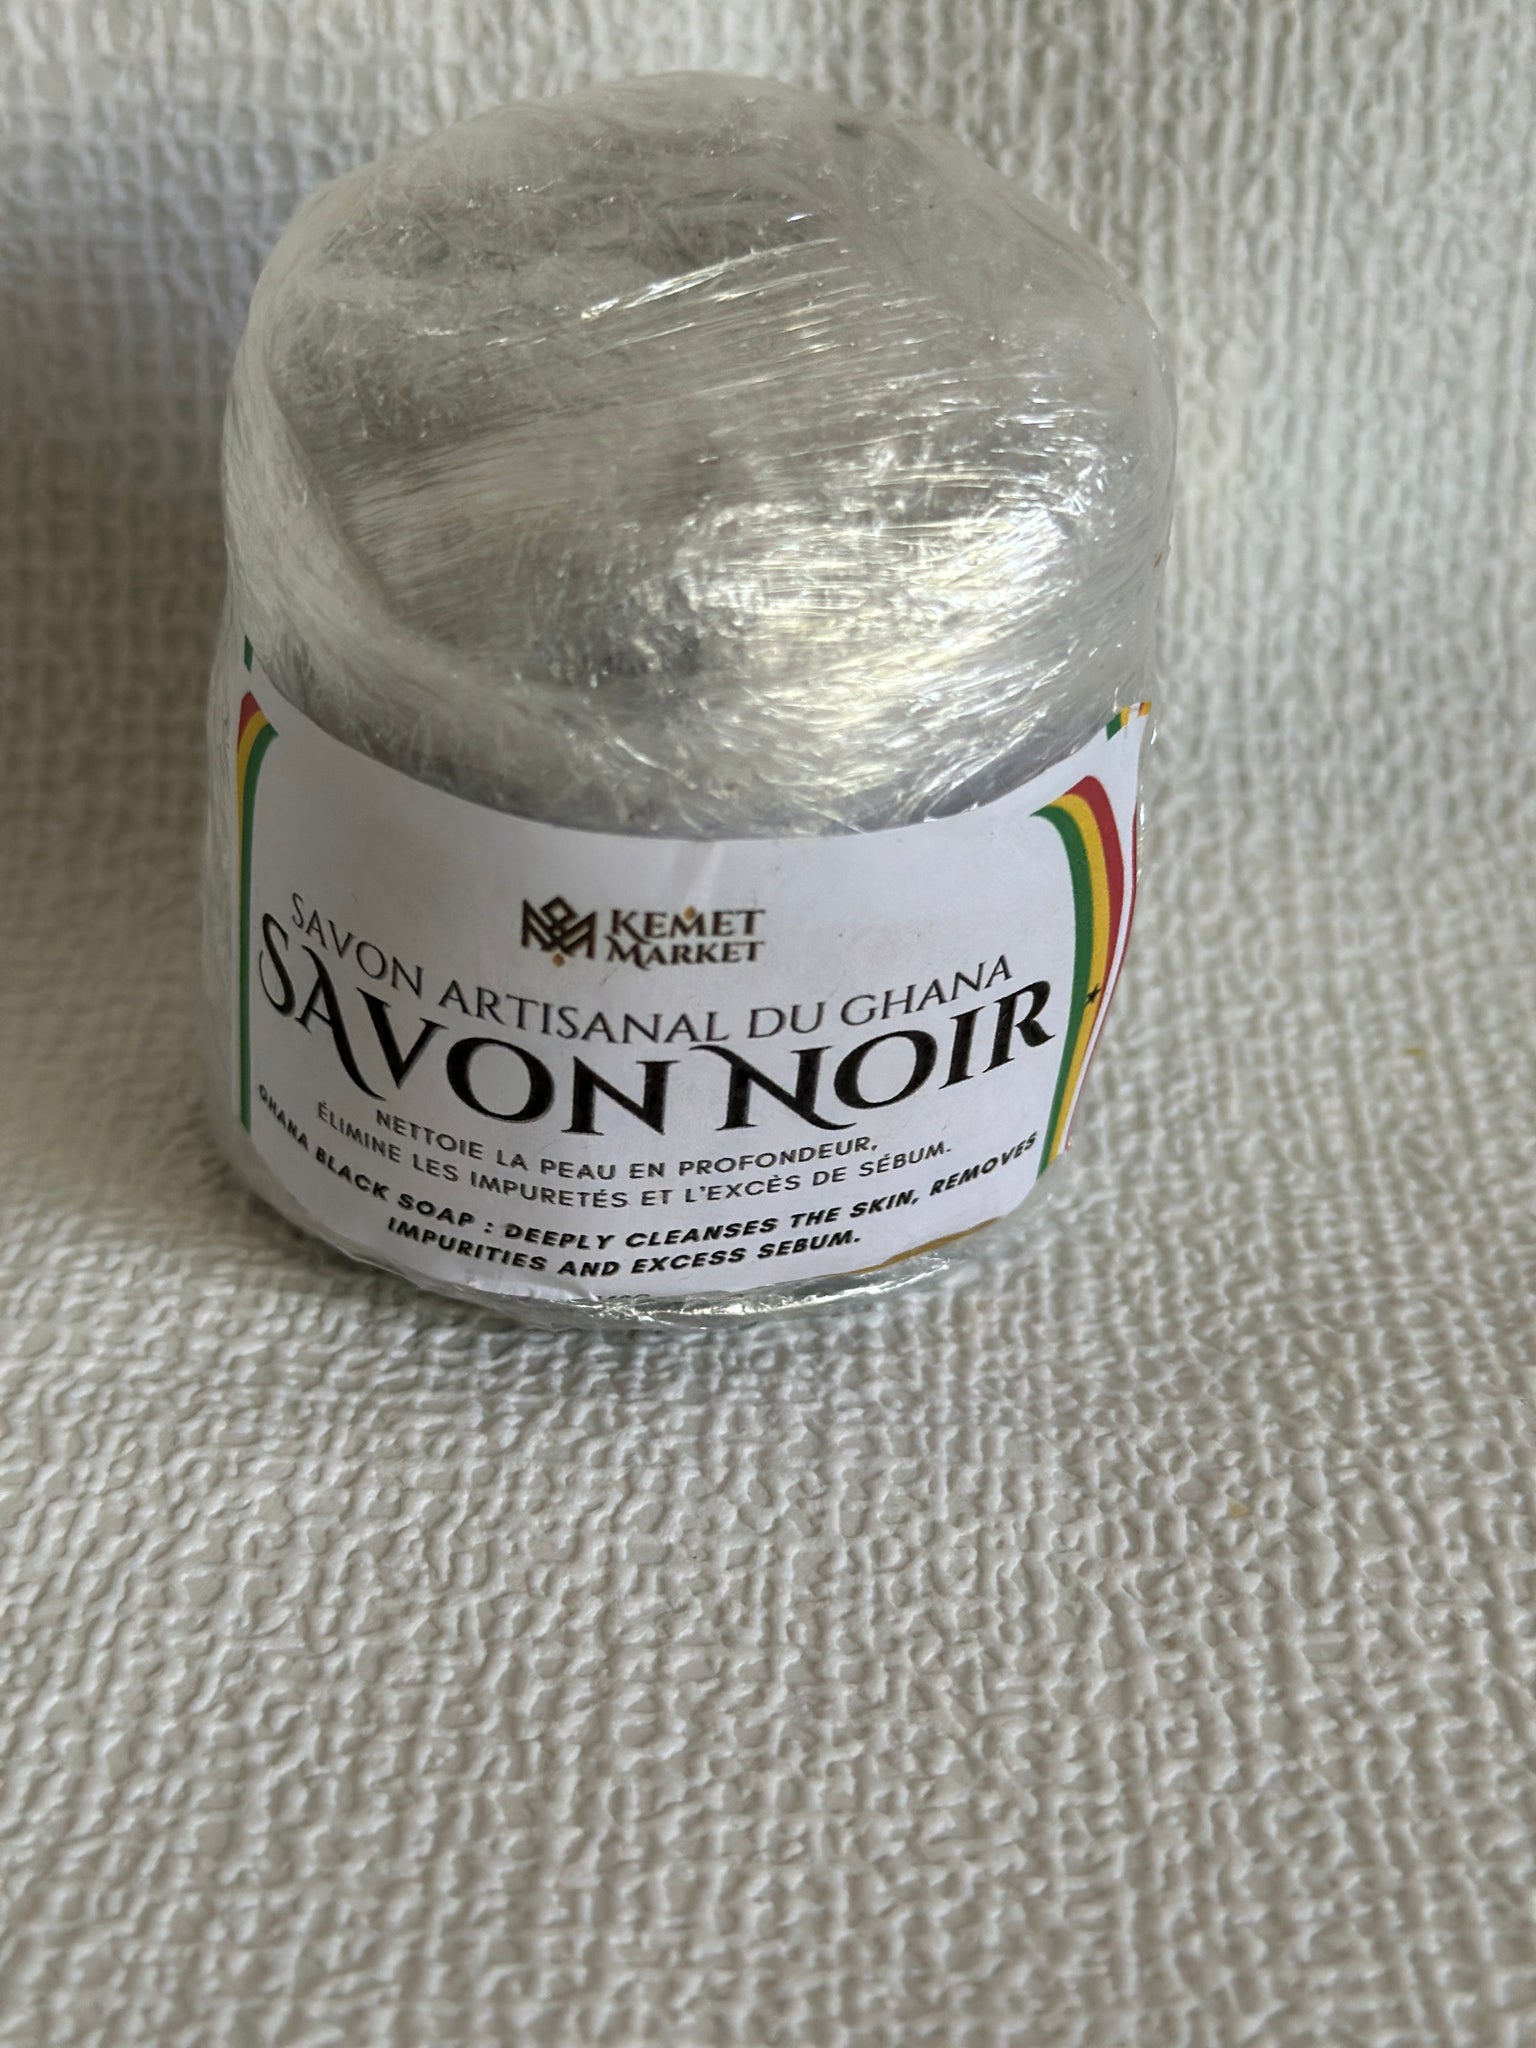 KEMET
MARKET
SAVON ARTISANAL DU GHANA
SAVON NOIR
NETTOIE LA PEAU EN PROFONDEUR,
ÉLIMINE LES IMPURETÉS ET L'EXCÈS DE SÉBUM.
GHANA BLACK SOAP : DEEPLY CLEANSES THE SKIN, REMOVES
IMPURITIES AND EXCESS SEBUM.